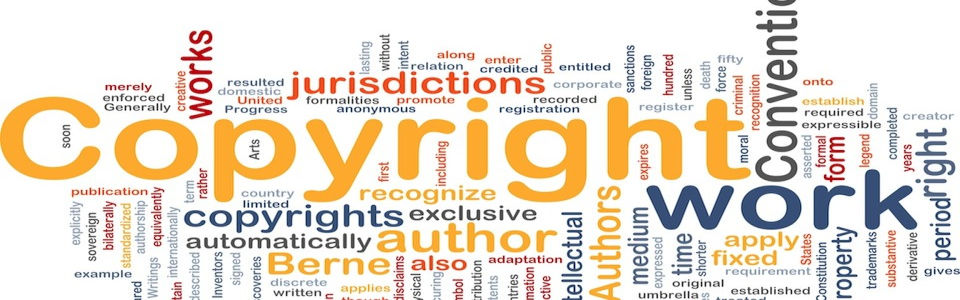 works
merely
enforced
Generally
creative
resulted
domestic
United
Progress
jurisdictions
formalities
anonymous
promote
lasting
without
intent
relation
along
credited
enter
public
entitled
corporate
recorded
registration
sanctions
foreign
hundred
unless
death
force
fifty
register
criminal
recognition
Copyright
soon
Arts
first
including
expires
moral
onto
establish
required
expressible
domain
asserted
formal
form
legend
completed
years
creator
right
period
publication
explicitly
sovereign
bilaterally
standardized
authorship
equivalently
internationally
term
rather
country
limited
recognize
copyrights
exclusive
automatically
author
Berne
also
adaptation
Authors
medium
expressed
time
shorter
work
apply
fixed
requirement
States
trademarks
substantive
derivative
gives
example
Writings
described
Inventors
signed
discrete
written
applies
disclaims
original
umbrella
established